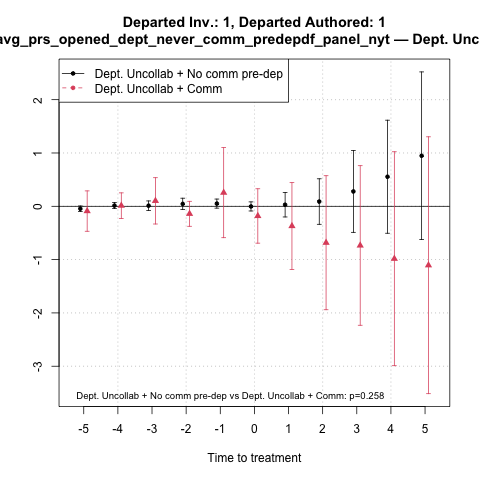 Departed Inv.: 1, Departed Authored: 1
avg_prs_opened_dept_never_comm_predepdf_panel_nyt — Dept. Unc
Dept. Uncollab + No comm pre-dep
Dept. Uncollab + Comm
2
1
0
-1
-2
-3
Dept. Uncollab + No comm pre-dep vs Dept. Uncollab + Comm: p=0.258
-5 -4 -3 -2 -1 0 1 2 3 4 5
Time to treatment